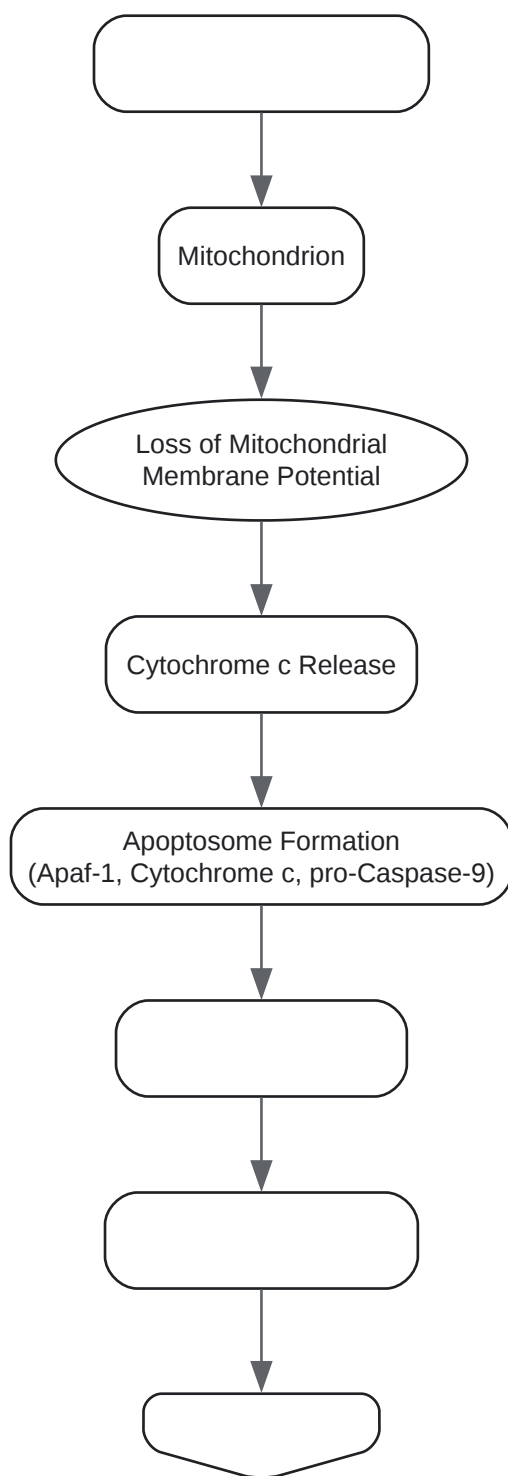 Mitochondrion
Loss of Mitochondrial
Membrane Potential
Cytochrome c Release
Apoptosome Formation
(Apaf-1, Cytochrome c, pro-Caspase-9)